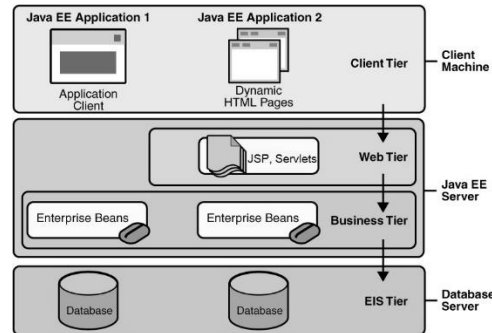 Java EE Application 1
Java EE Application 2
Application
Client
Dynamic
HTML Pages
Client Tier
Client
Machine
JSP, Servlets
Web Tier
Java EE
Server
Enterprise Beans
Enterprise Beans
Business Tier
Database
Database
EIS Tier
Database
Server